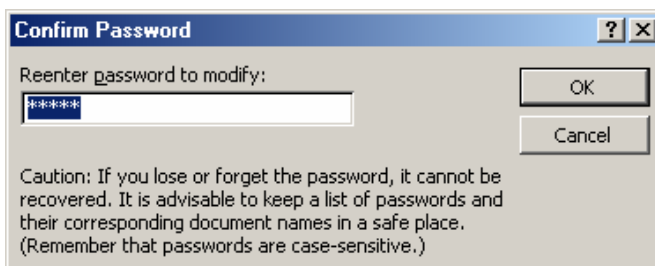 Confirm Password
Reenter password to modify:
*****
OK
Cancel
Caution: If you lose or forget the password, it cannot be
recovered. It is advisable to keep a list of passwords and
their corresponding document names in a safe place.
(Remember that passwords are case-sensitive.)